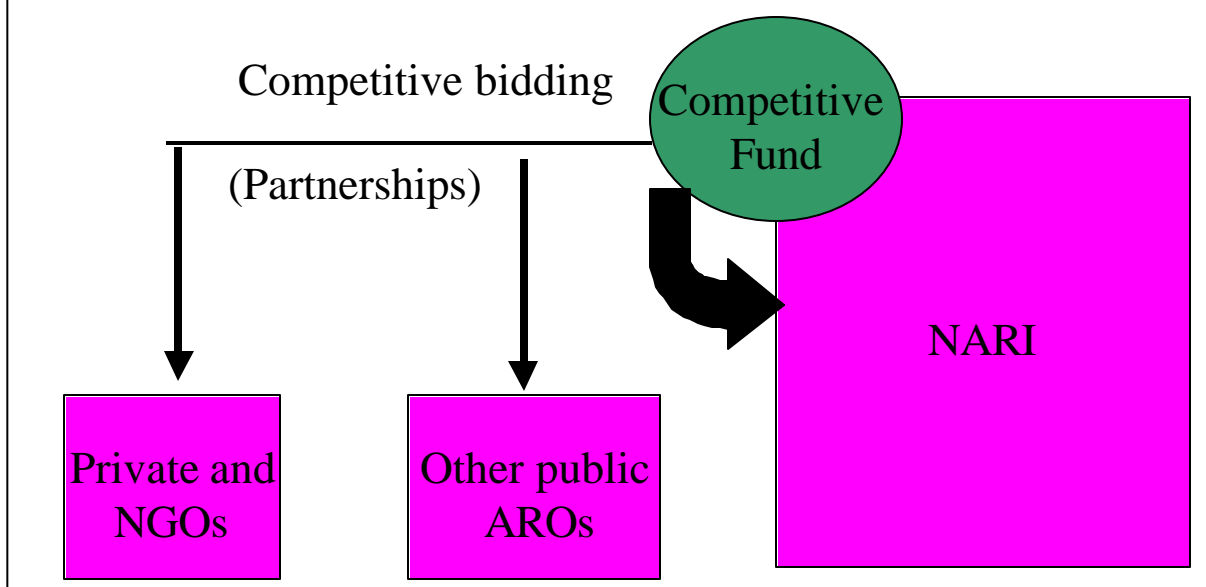 Competitive bidding
(Partnerships)
Competitive
Fund
NARI
Private and
NGOs
Other public
AROs